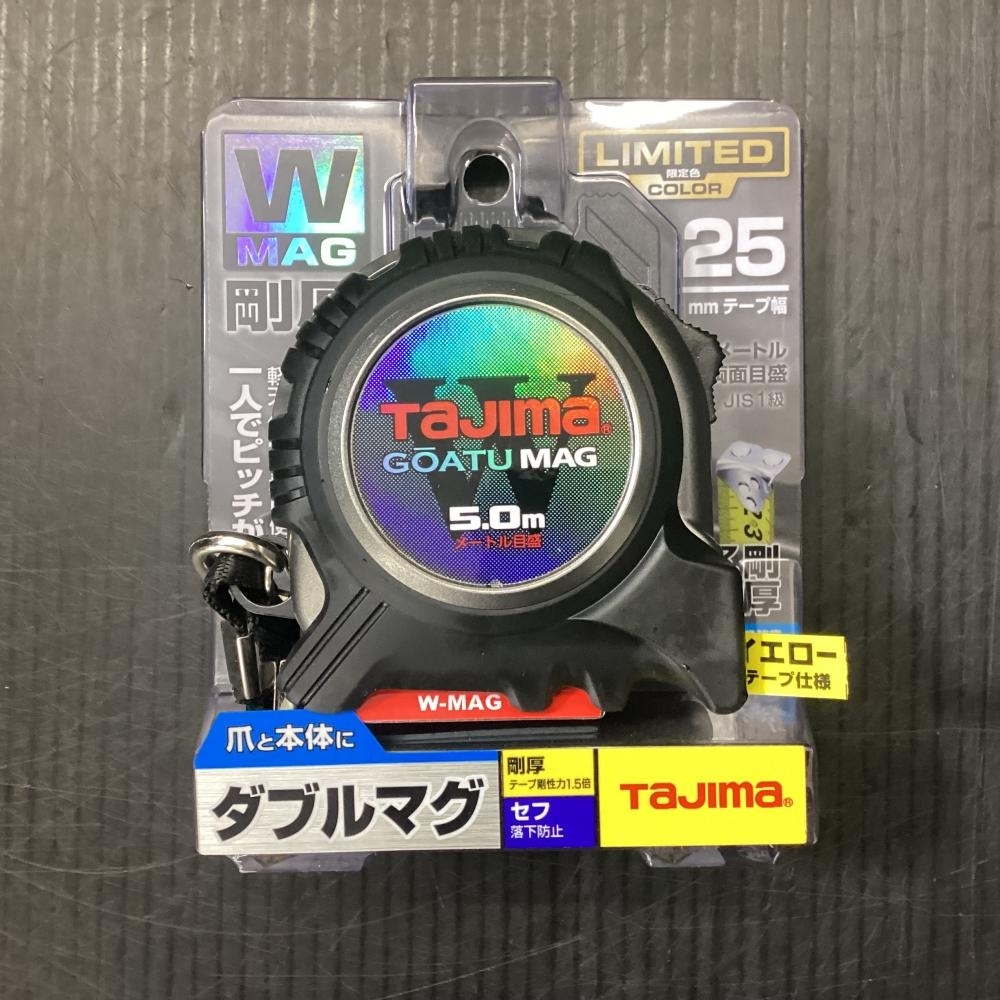 W
MAG
剛厚
一人でピッチが
LIMITED
限定色
COLOR
25
mm テープ幅
メートル
両面目盛
JIS1級
W
Tajima®
GŌATU MAG
5.0m
メートル目盛
23
剛
厚
イエロー
テープ仕様
W-MAG
爪と本体に
ダブルマグ
剛厚
テープ剛性力1.5倍
セフ
落下防止
Tajima®